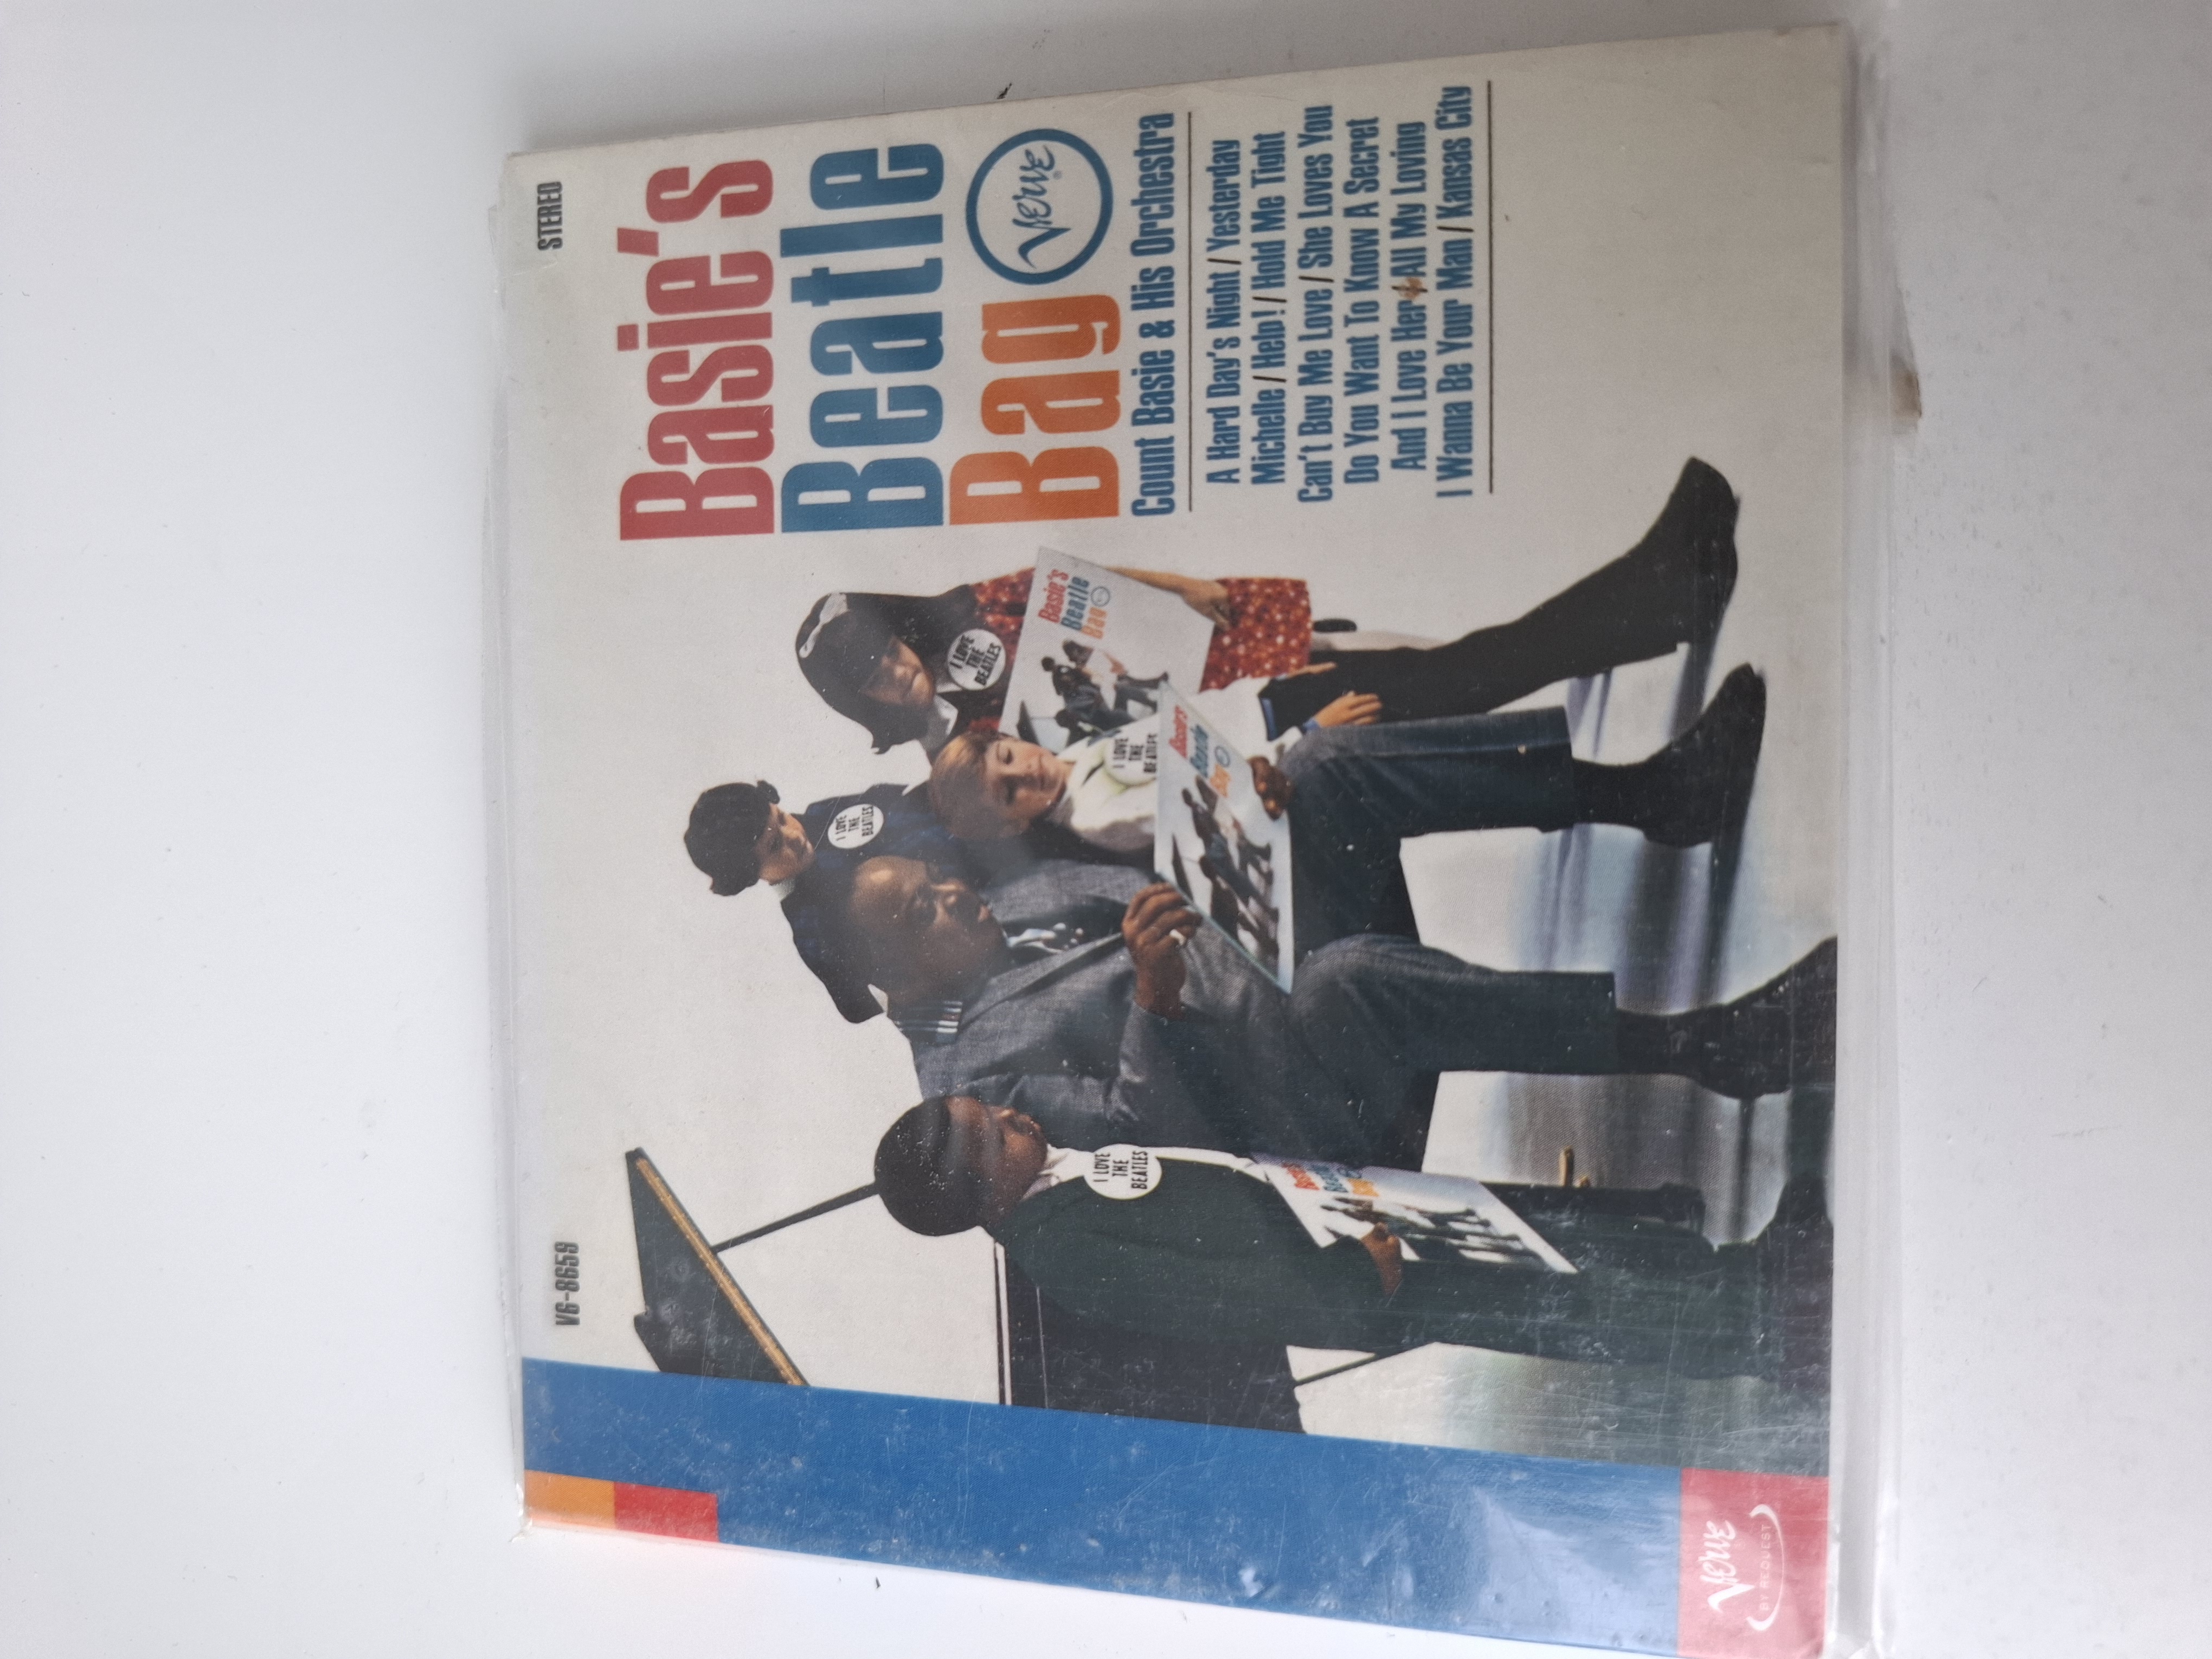 V6-8659
STEREO
Basie's
Beatle
Bag
Verve
Count Basie & His Orchestra
A Hard Day's Night / Yesterday
Michelle / Help! / Hold Me Tight
Can't Buy Me Love / She Loves You
Do You Want To Know A Secret
And I Love Her / All My Loving
I Wanna Be Your Man / Kansas City
I LOVE
THE
BEATLES
I LOVE
THE
BEATLES
Basie's
Beatle
Bag
I LOVE
THE
BEATLES
Basie's
Beatle
Bag
I LOVE
THE
BEATLES
Verve
BY REQUEST